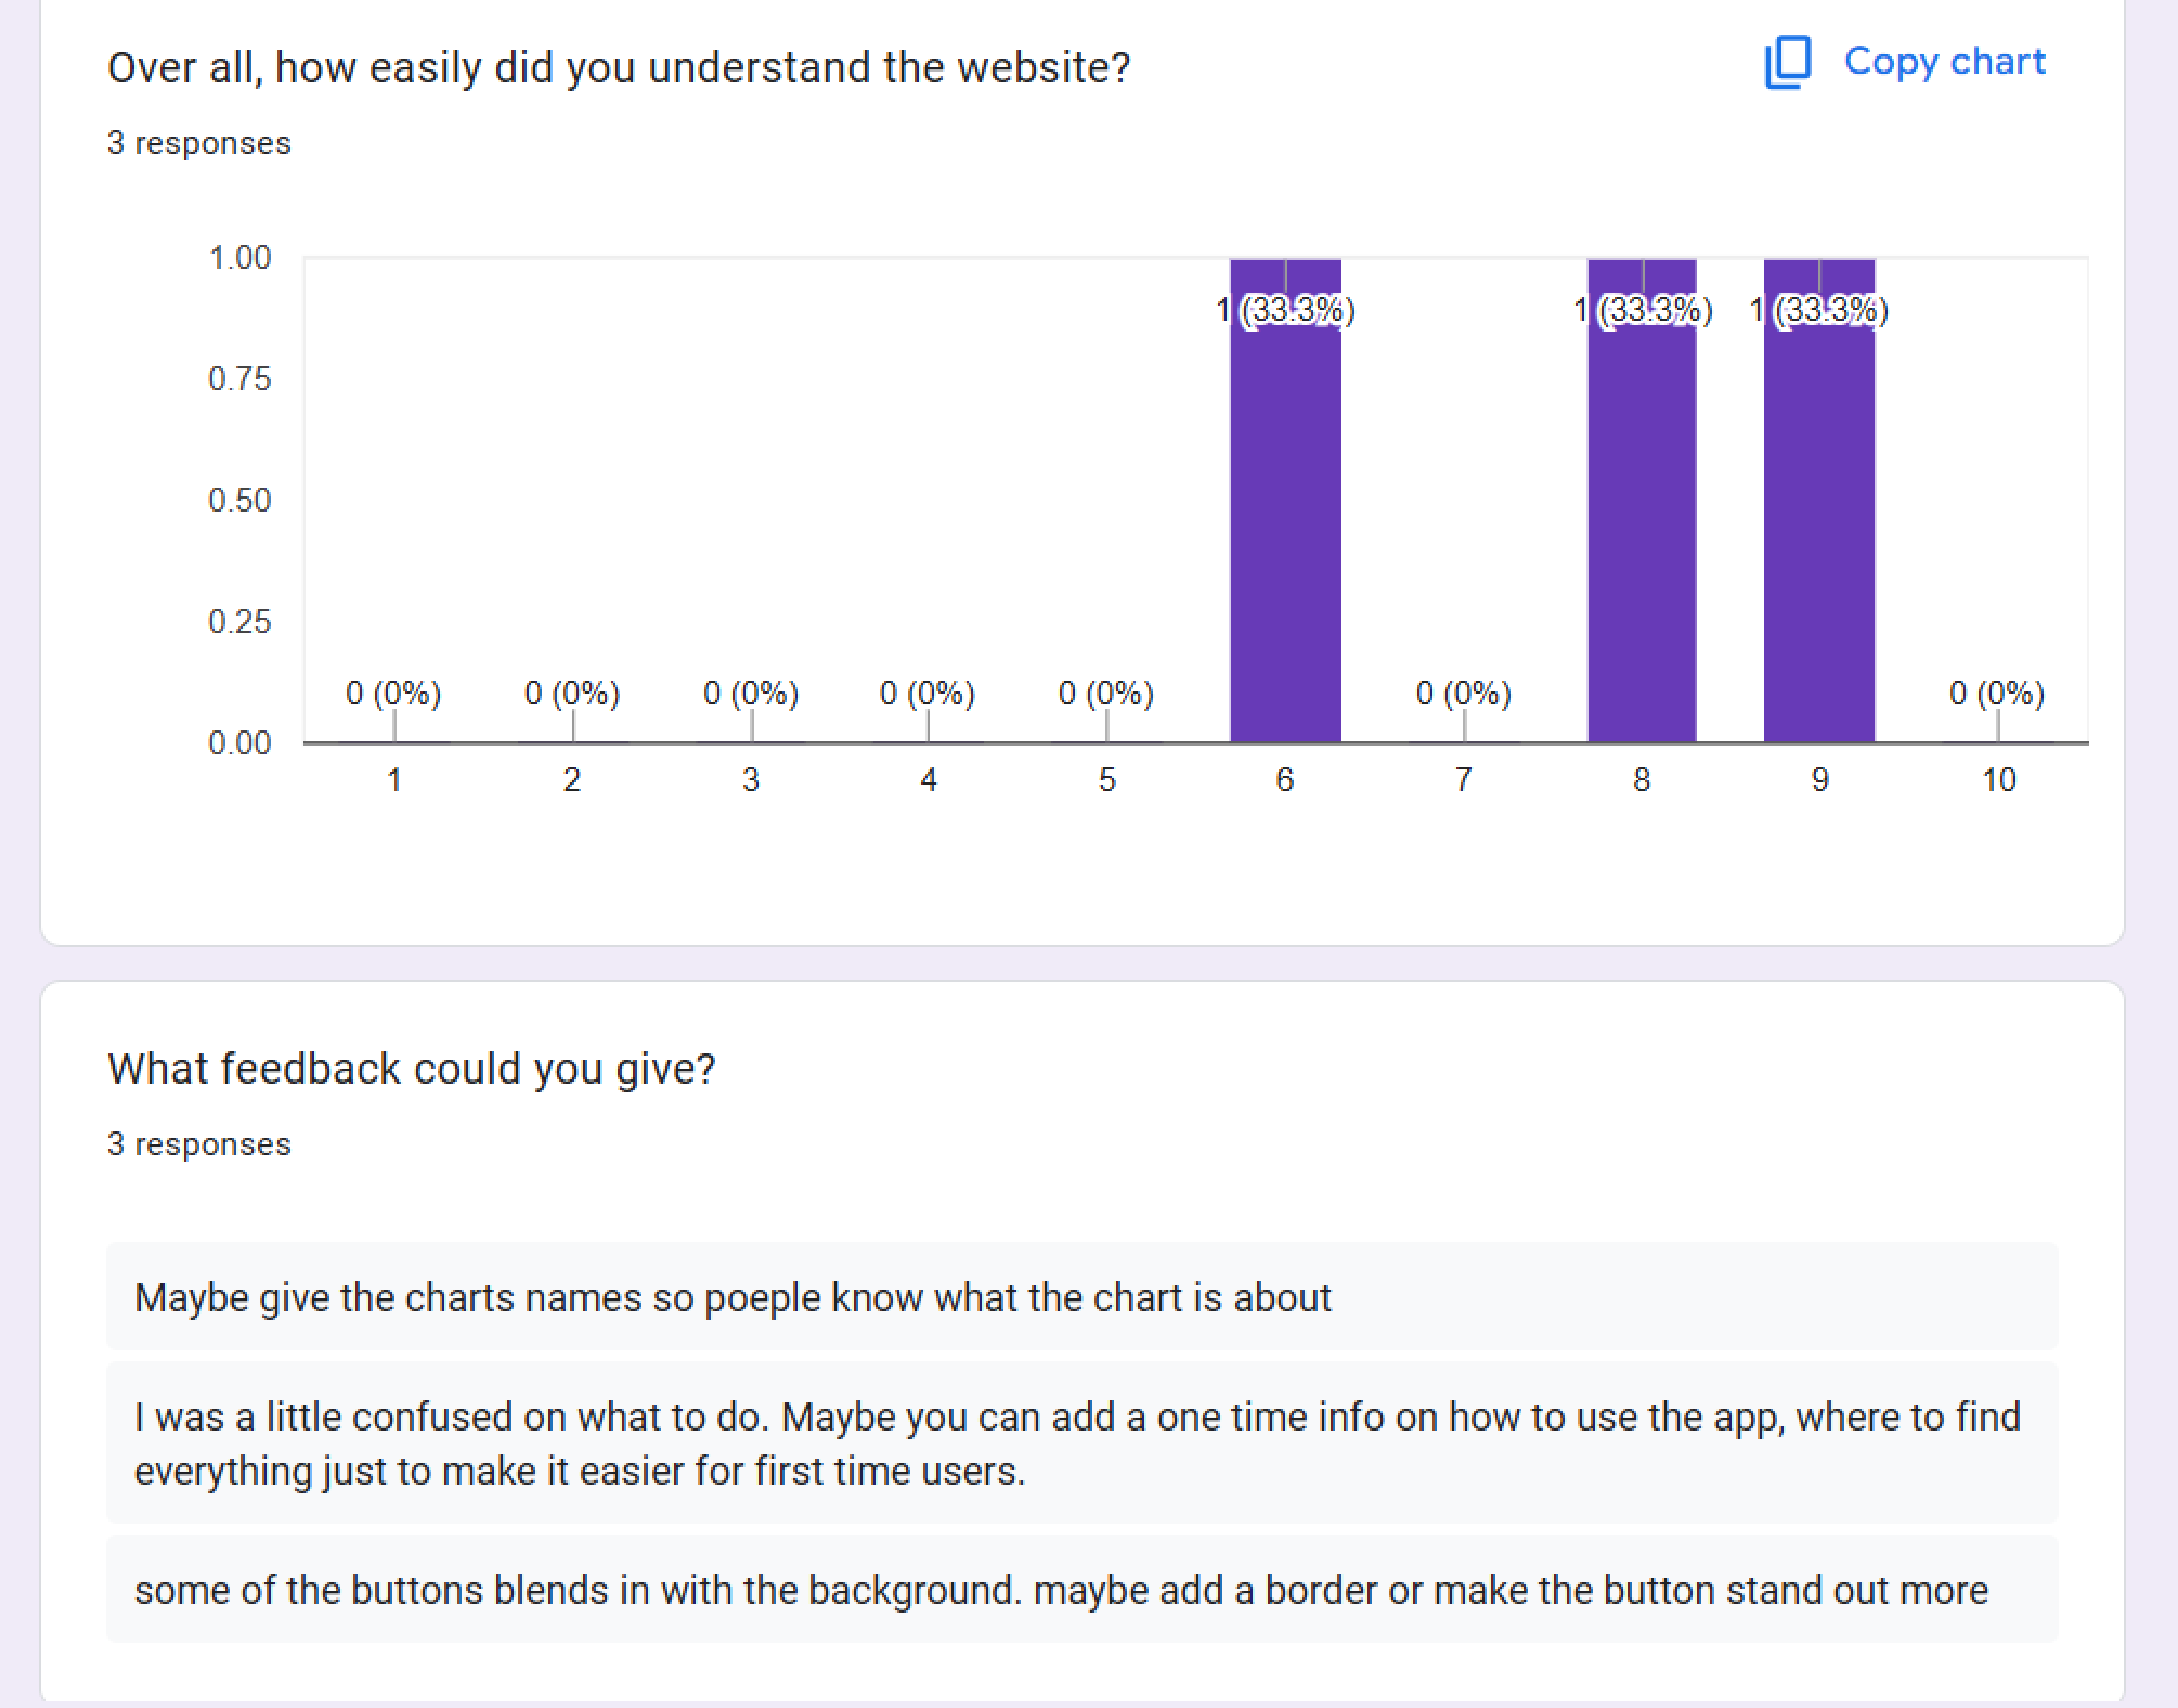 Over all, how easily did you understand the website?
Copy chart
3 responses
1.00
0.75
0.50
0.25
0.00
0 (0%)
0 (0%)
0 (0%)
0 (0%)
0 (0%)
1 (33.3%)
0 (0%)
1 (33.3%)
1 (33.3%)
0 (0%)
1 2 3 4 5 6 7 8 9 10
What feedback could you give?
3 responses
Maybe give the charts names so poeple know what the chart is about
I was a little confused on what to do. Maybe you can add a one time info on how to use the app, where to find
everything just to make it easier for first time users.
some of the buttons blends in with the background. maybe add a border or make the button stand out more